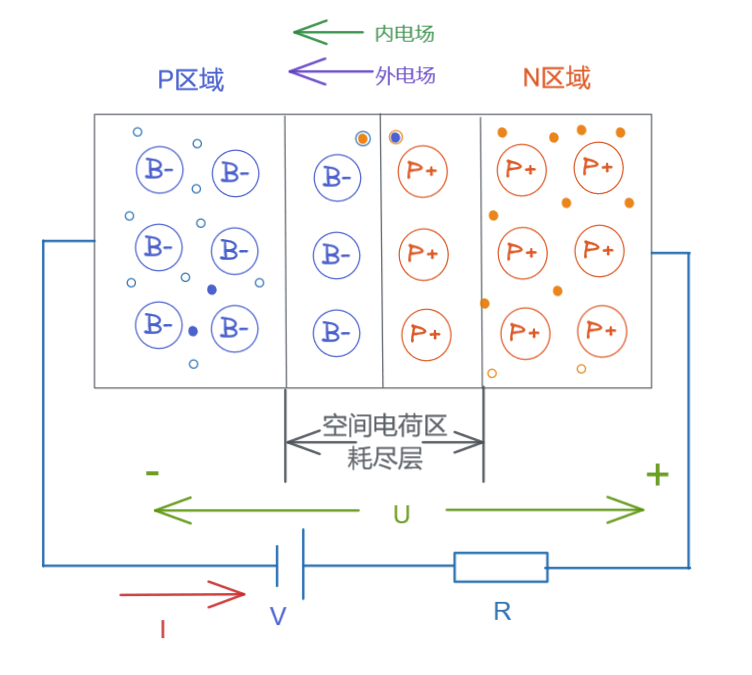 内电场
外电场
P区域
N区域
B- B- B- P+ P+ P+
B- B- B- P+ P+ P+
B- B- B- P+ P+ P+
空间电荷区
耗尽层
- +
U
V
R
I